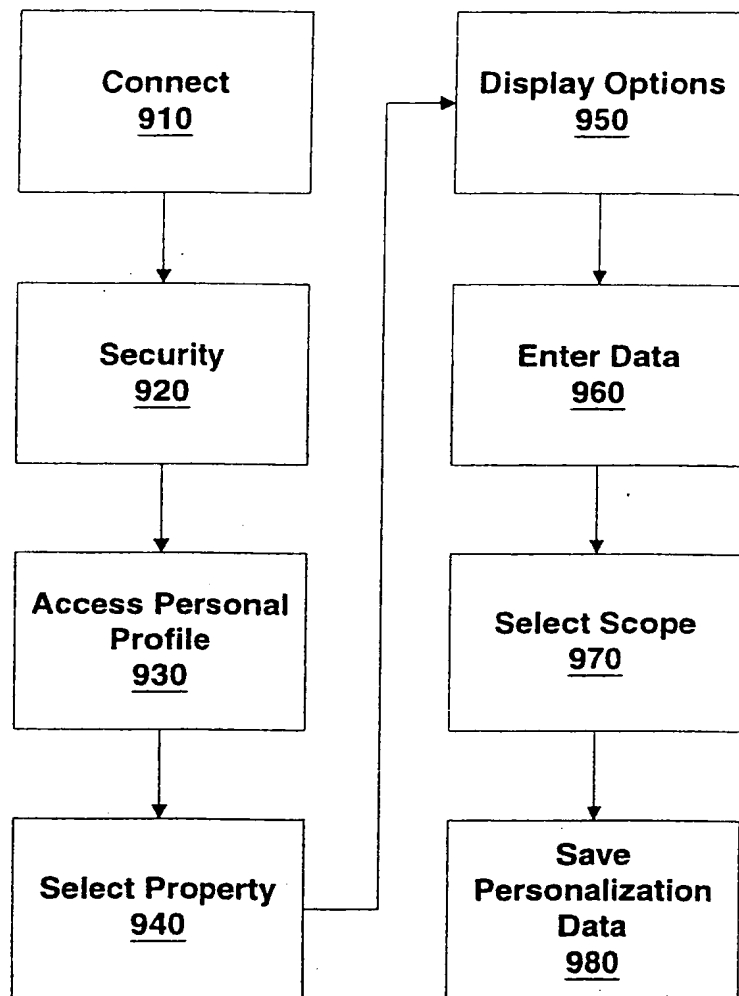 Connect
910
Security
920
Access Personal
Profile
930
Select Property
940
Display Options
950
Enter Data
960
Select Scope
970
Save
Personalization
Data
980